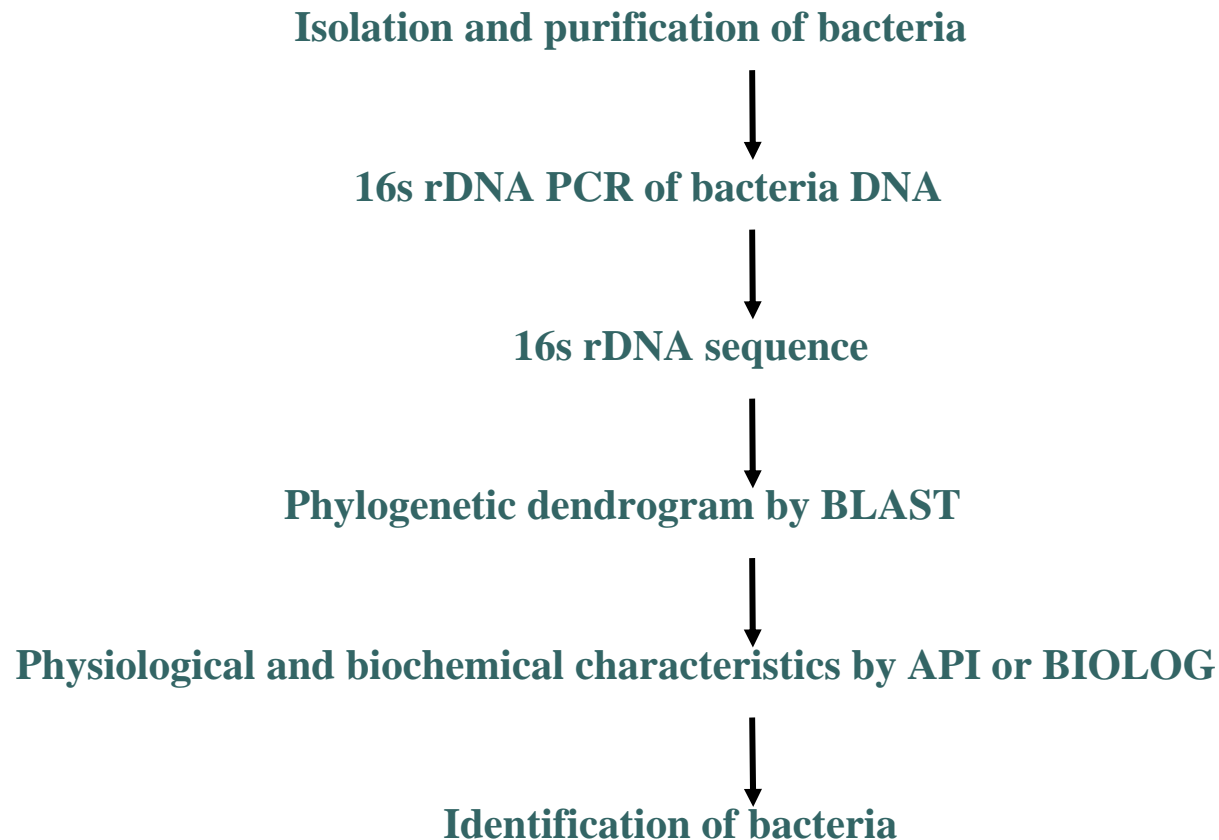 Isolation and purification of bacteria
16s rDNA PCR of bacteria DNA
16s rDNA sequence
Phylogenetic dendrogram by BLAST
Physiological and biochemical characteristics by API or BIOLOG
Identification of bacteria